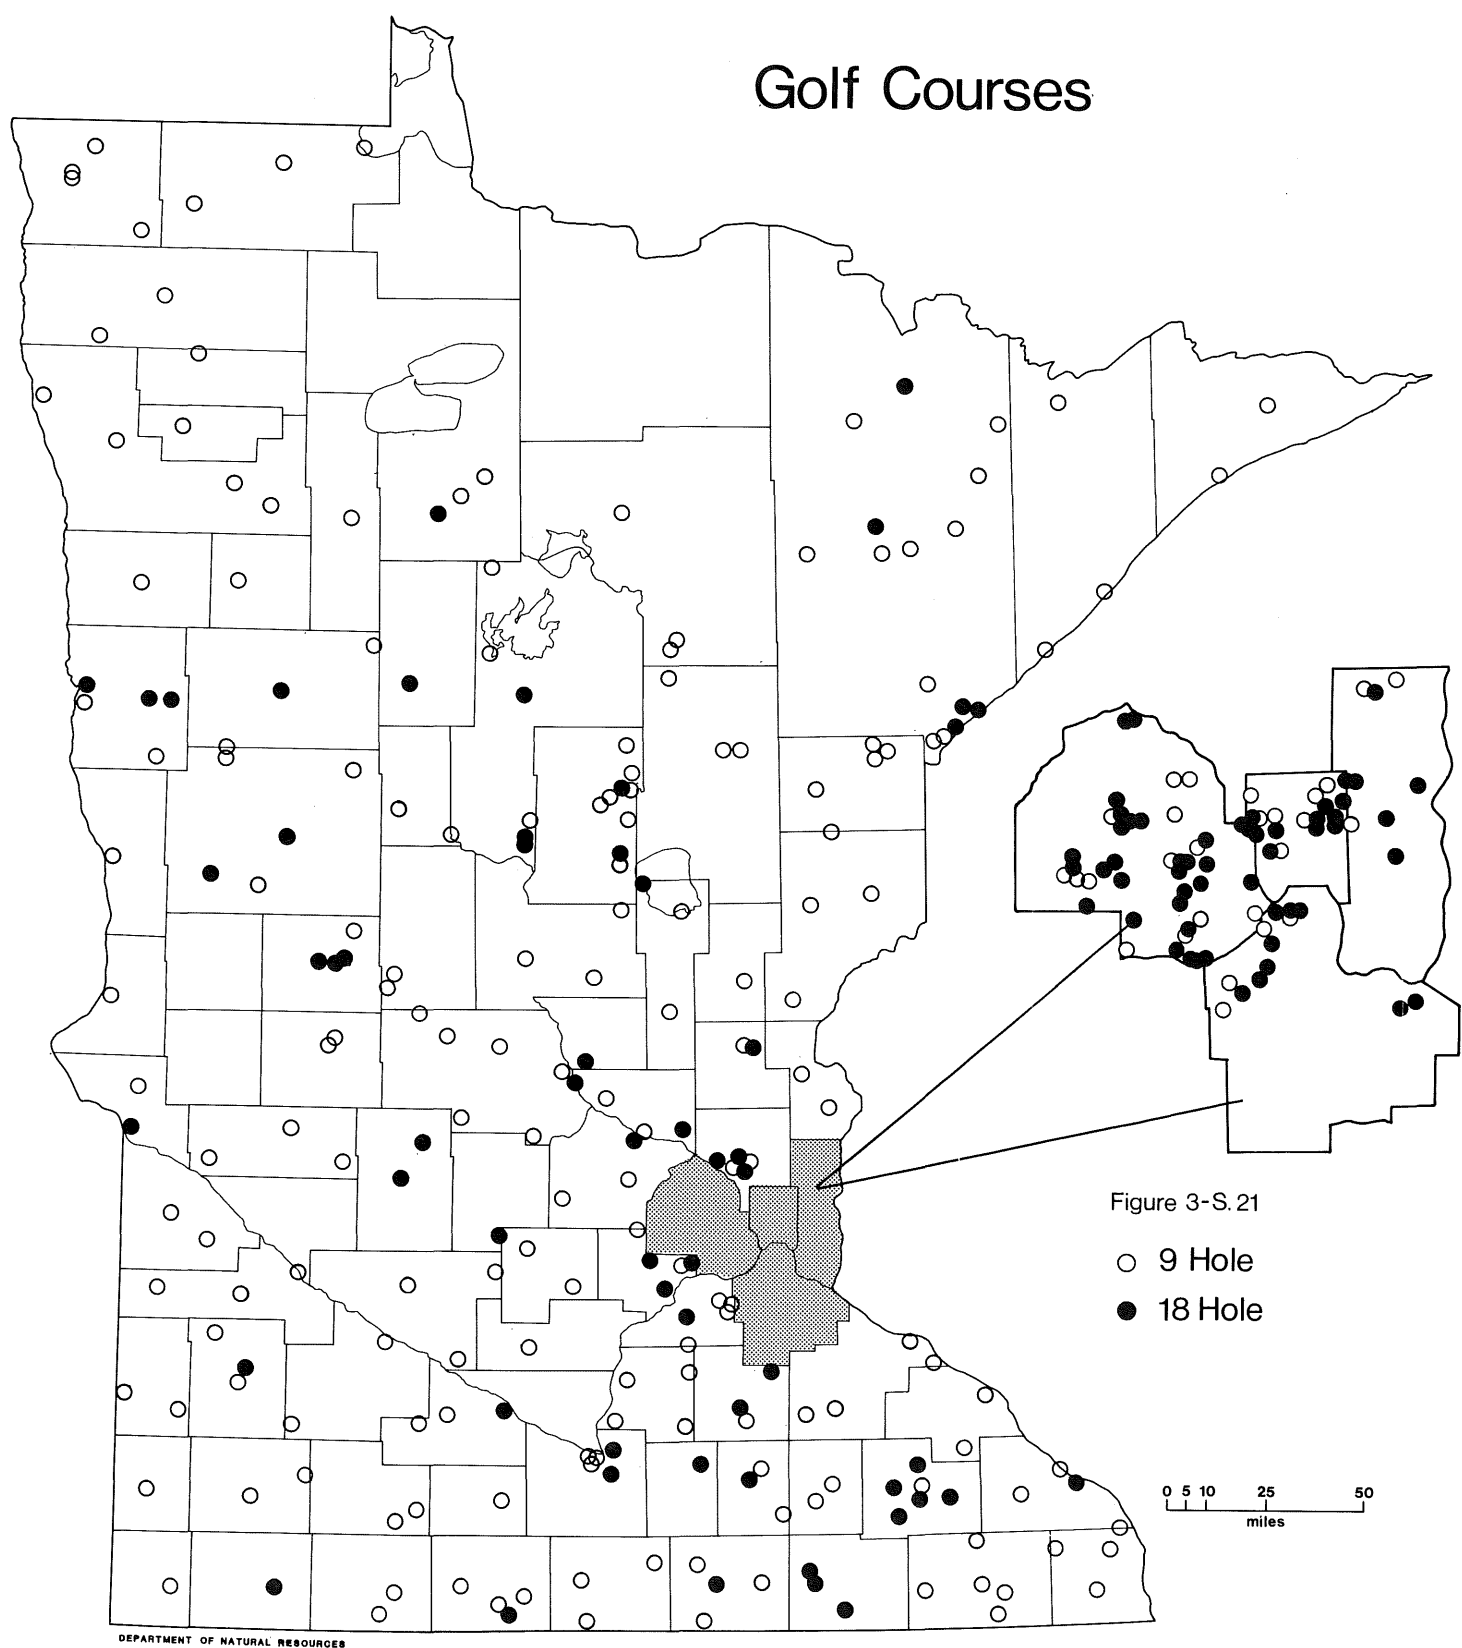 Golf Courses
Figure 3-S.21
9 Hole
18 Hole
0 5 10 25 50
miles
DEPARTMENT OF NATURAL RESOURCES